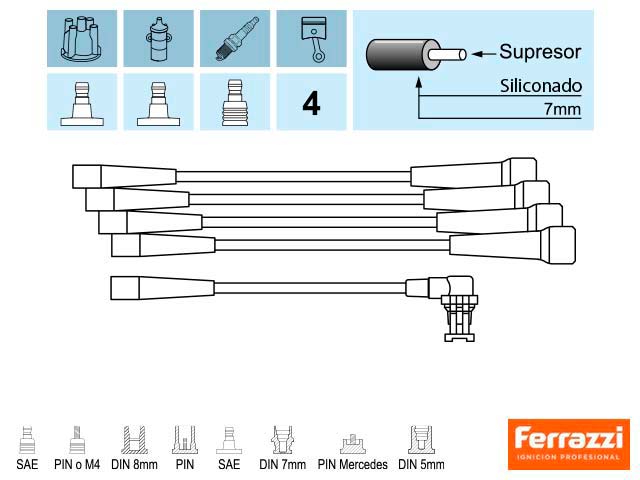 Supresor
Siliconado
7mm
4
SAE PIN o M4 DIN 8mm PIN SAE DIN 7mm PIN Mercedes DIN 5mm
Ferrazzi
IGNICION PROFESIONAL